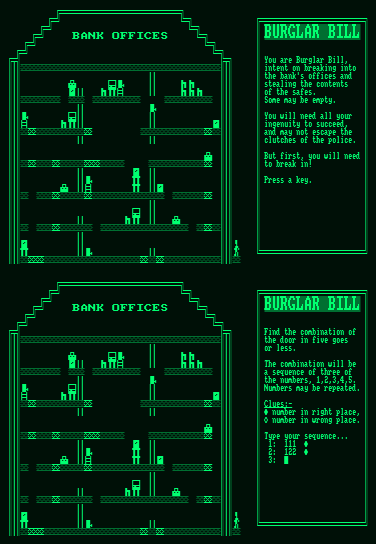 BANK OFFICES
BURGLAR BILL
You are Burglar Bill,
intent on breaking into
the bank's offices and
stealing the contents
of the safes.
Some may be empty.
You will need all your
ingenuity to succeed,
and may not escape the
clutches of the police.
But first, you will need
to break in!
Press a key.
BANK OFFICES
BURGLAR BILL
Find the combination of
the door in five goes
or less.
The combination will be
a sequence of three of
the numbers, 1,2,3,4,5.
Numbers may be repeated.
Clues:-
♦ number in right place,
◊ number in wrong place.
Type your sequence...
1: 111 ♦
2: 122 ♦
3: